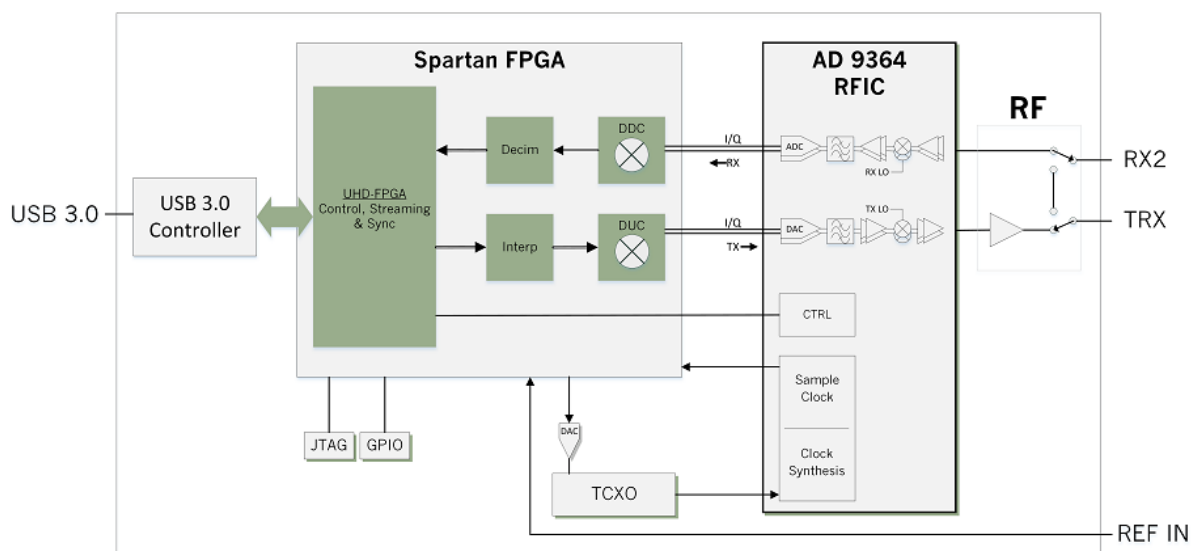 Spartan FPGA
AD 9364
RFIC
RF
UHD-FPGA
Control, Streaming
& Sync
Decim
DDC
I/Q
RX
ADC
RX LO
RX2
USB 3.0
USB 3.0
Controller
Interp
DUC
I/Q
TX
DAC
TX LO
TRX
CTRL
Sample
Clock
Clock
Synthesis
JTAG
GPIO
DAC
TCXO
REF IN